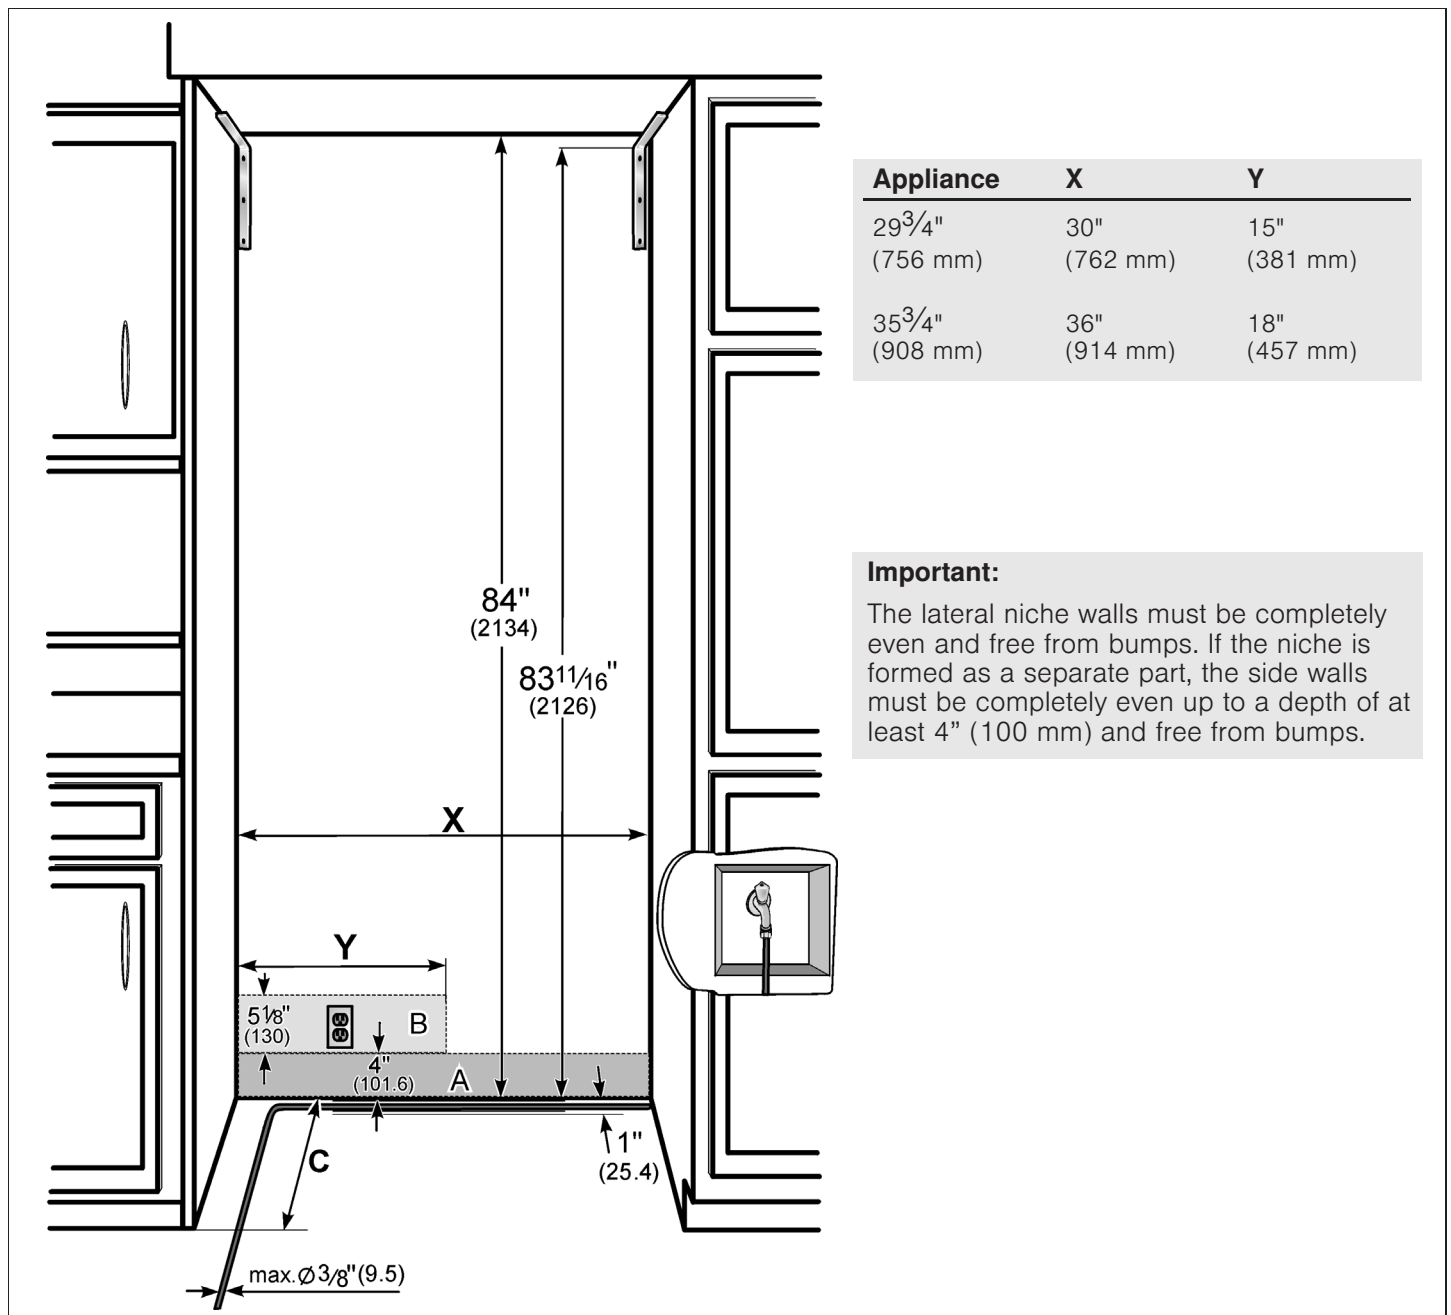 Appliance X Y
29¾" 30" 15"
(756 mm) (762 mm) (381 mm)
35¾" 36" 18"
(908 mm) (914 mm) (457 mm)
84"
(2134)
83 11/16"
(2126)
Important:
The lateral niche walls must be completely
even and free from bumps. If the niche is
formed as a separate part, the side walls
must be completely even up to a depth of at
least 4” (100 mm) and free from bumps.
X
Y
5 1/8"
(130)
B
4"
(101.6)
A
C
1"
(25.4)
max.Ø3/8"(9.5)